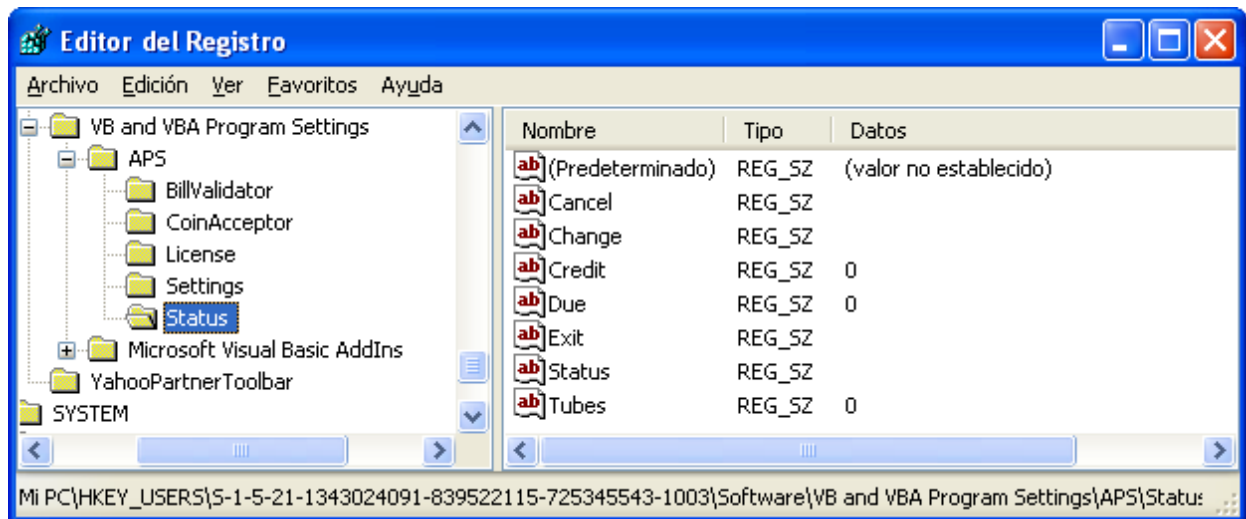 Editor del Registro
Archivo Edición Ver Favoritos Ayuda
VB and VBA Program Settings
APS
BillValidator
CoinAcceptor
License
Settings
Status
Microsoft Visual Basic AddIns
YahooPartnerToolbar
SYSTEM
Nombre Tipo Datos
(Predeterminado) REG_SZ (valor no establecido)
Cancel REG_SZ
Change REG_SZ
Credit REG_SZ 0
Due REG_SZ 0
Exit REG_SZ
Status REG_SZ
Tubes REG_SZ 0
Mi PC\HKEY_USERS\S-1-5-21-1343024091-839522115-725345543-1003\Software\VB and VBA Program Settings\APS\Status